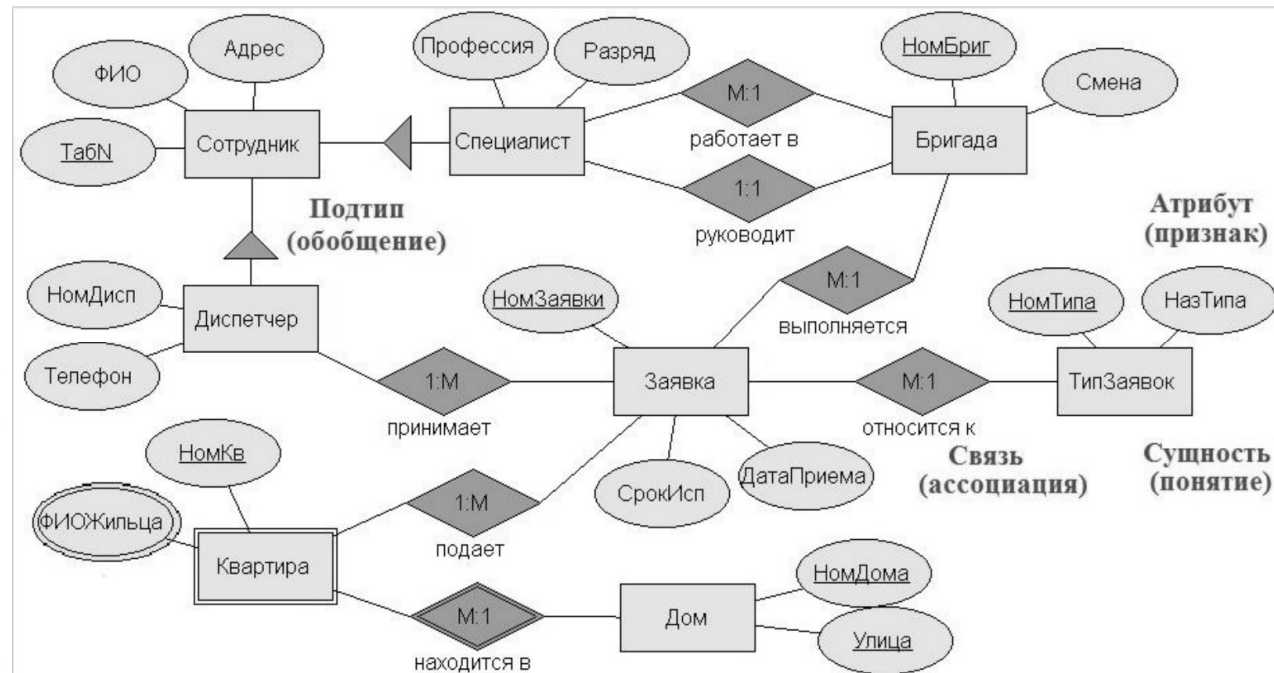 Адрес
Профессия
Разряд
НомБриг
ФИО
Смена
ТабN
Сотрудник
Специалист
М:1
работает в
Бригада
1:1
руководит
Подтип
(обобщение)
Атрибут
(признак)
НомДисп
Диспетчер
Телефон
НомЗаявки
М:1
выполняется
НомТипа
НазТипа
1:М
принимает
Заявка
М:1
относится к
ТипЗаявок
НомКв
ФИОЖильца
Квартира
1:М
подает
СрокИсп
ДатаПриема
Связь
(ассоциация)
Сущность
(понятие)
М:1
находится в
Дом
НомДома
Улица